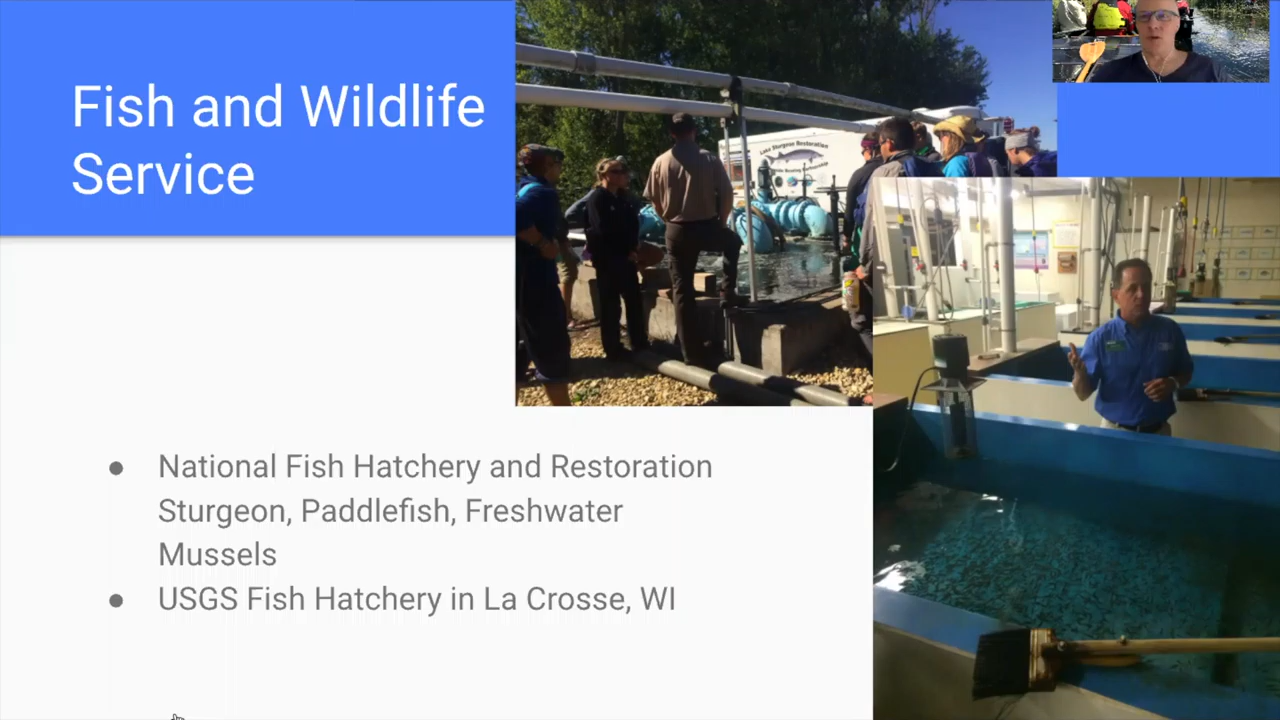 Fish and Wildlife
Service
Lake Sturgeon Restoration
National Fish Hatchery and Restoration
Sturgeon, Paddlefish, Freshwater
Mussels
USGS Fish Hatchery in La Crosse, WI